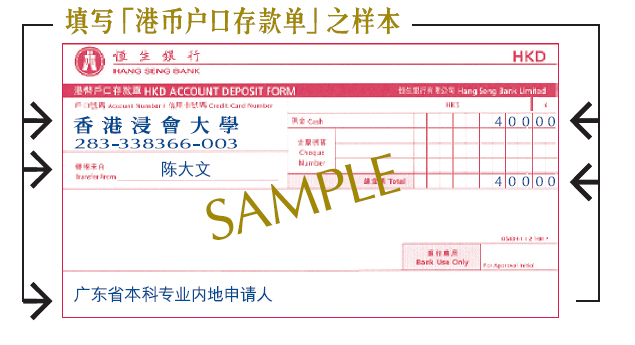 填写「港币户口存款单」之样本
恒生銀行
HANG SENG BANK
HKD
港幣戶口存款單 HKD ACCOUNT DEPOSIT FORM
恒生銀行有限公司 Hang Seng Bank Limited
戶口號碼 Account Number / 信用卡號碼 Credit Card Number
HK$ ¢
香港浸會大學
283-338366-003
現金 Cash 4 0 0 0 0
支票號碼
Cheque
Number
轉賬來自
Transfer From
陈大文
總金額 Total 4 0 0 0 0
SAMPLE
銀行專用
Bank Use Only
For Approval Initial
广东省本科专业内地申请人